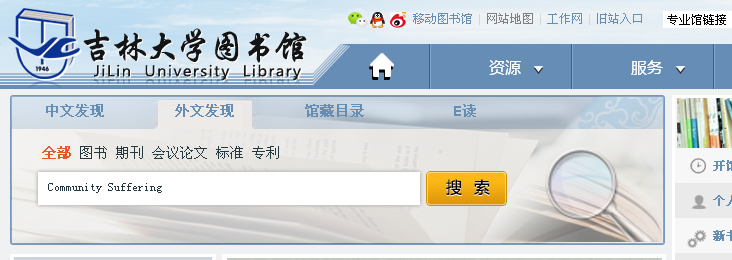 吉林大学图书馆
JiLin University Library
1946
移动图书馆 | 网站地图 | 工作网 | 旧站入口
专业馆链接
资源
服务
中文发现
外文发现
馆藏目录
E读
全部 图书 期刊 会议论文 标准 专利
Community Suffering
搜 索
开馆
个人
新书